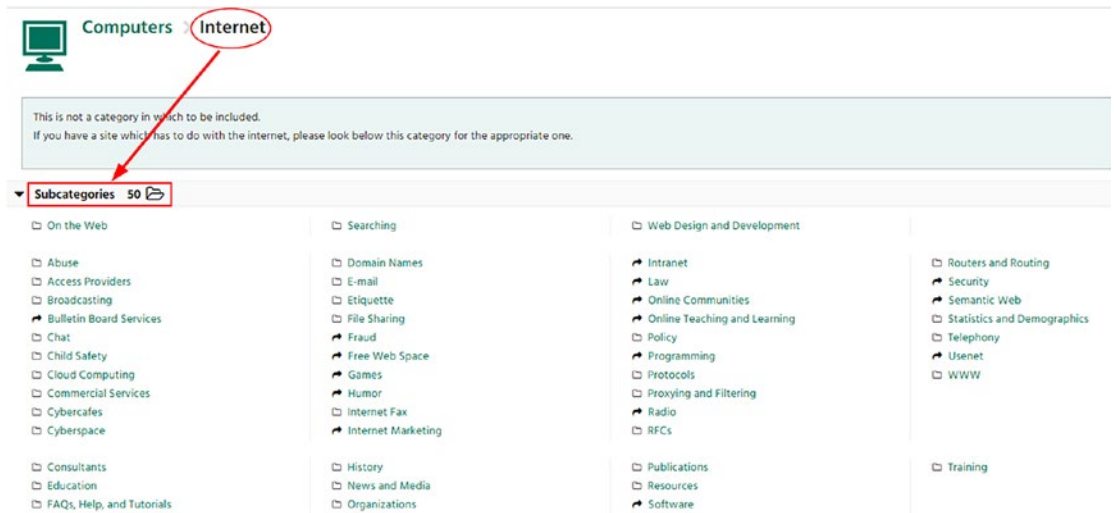 Computers Internet
This is not a category in which to be included.
If you have a site which has to do with the internet, please look below this category for the appropriate one.
Subcategories 50
On the Web
Searching
Web Design and Development
Abuse
Access Providers
Broadcasting
Bulletin Board Services
Chat
Child Safety
Cloud Computing
Commercial Services
Cybercafes
Cyberspace
Domain Names
E-mail
Etiquette
File Sharing
Fraud
Free Web Space
Games
Humor
Internet Fax
Internet Marketing
Intranet
Law
Online Communities
Online Teaching and Learning
Policy
Programming
Protocols
Proxying and Filtering
Radio
RFCs
Routers and Routing
Security
Semantic Web
Statistics and Demographics
Telephony
Usenet
WWW
Consultants
Education
FAQs, Help, and Tutorials
History
News and Media
Organizations
Publications
Resources
Software
Training